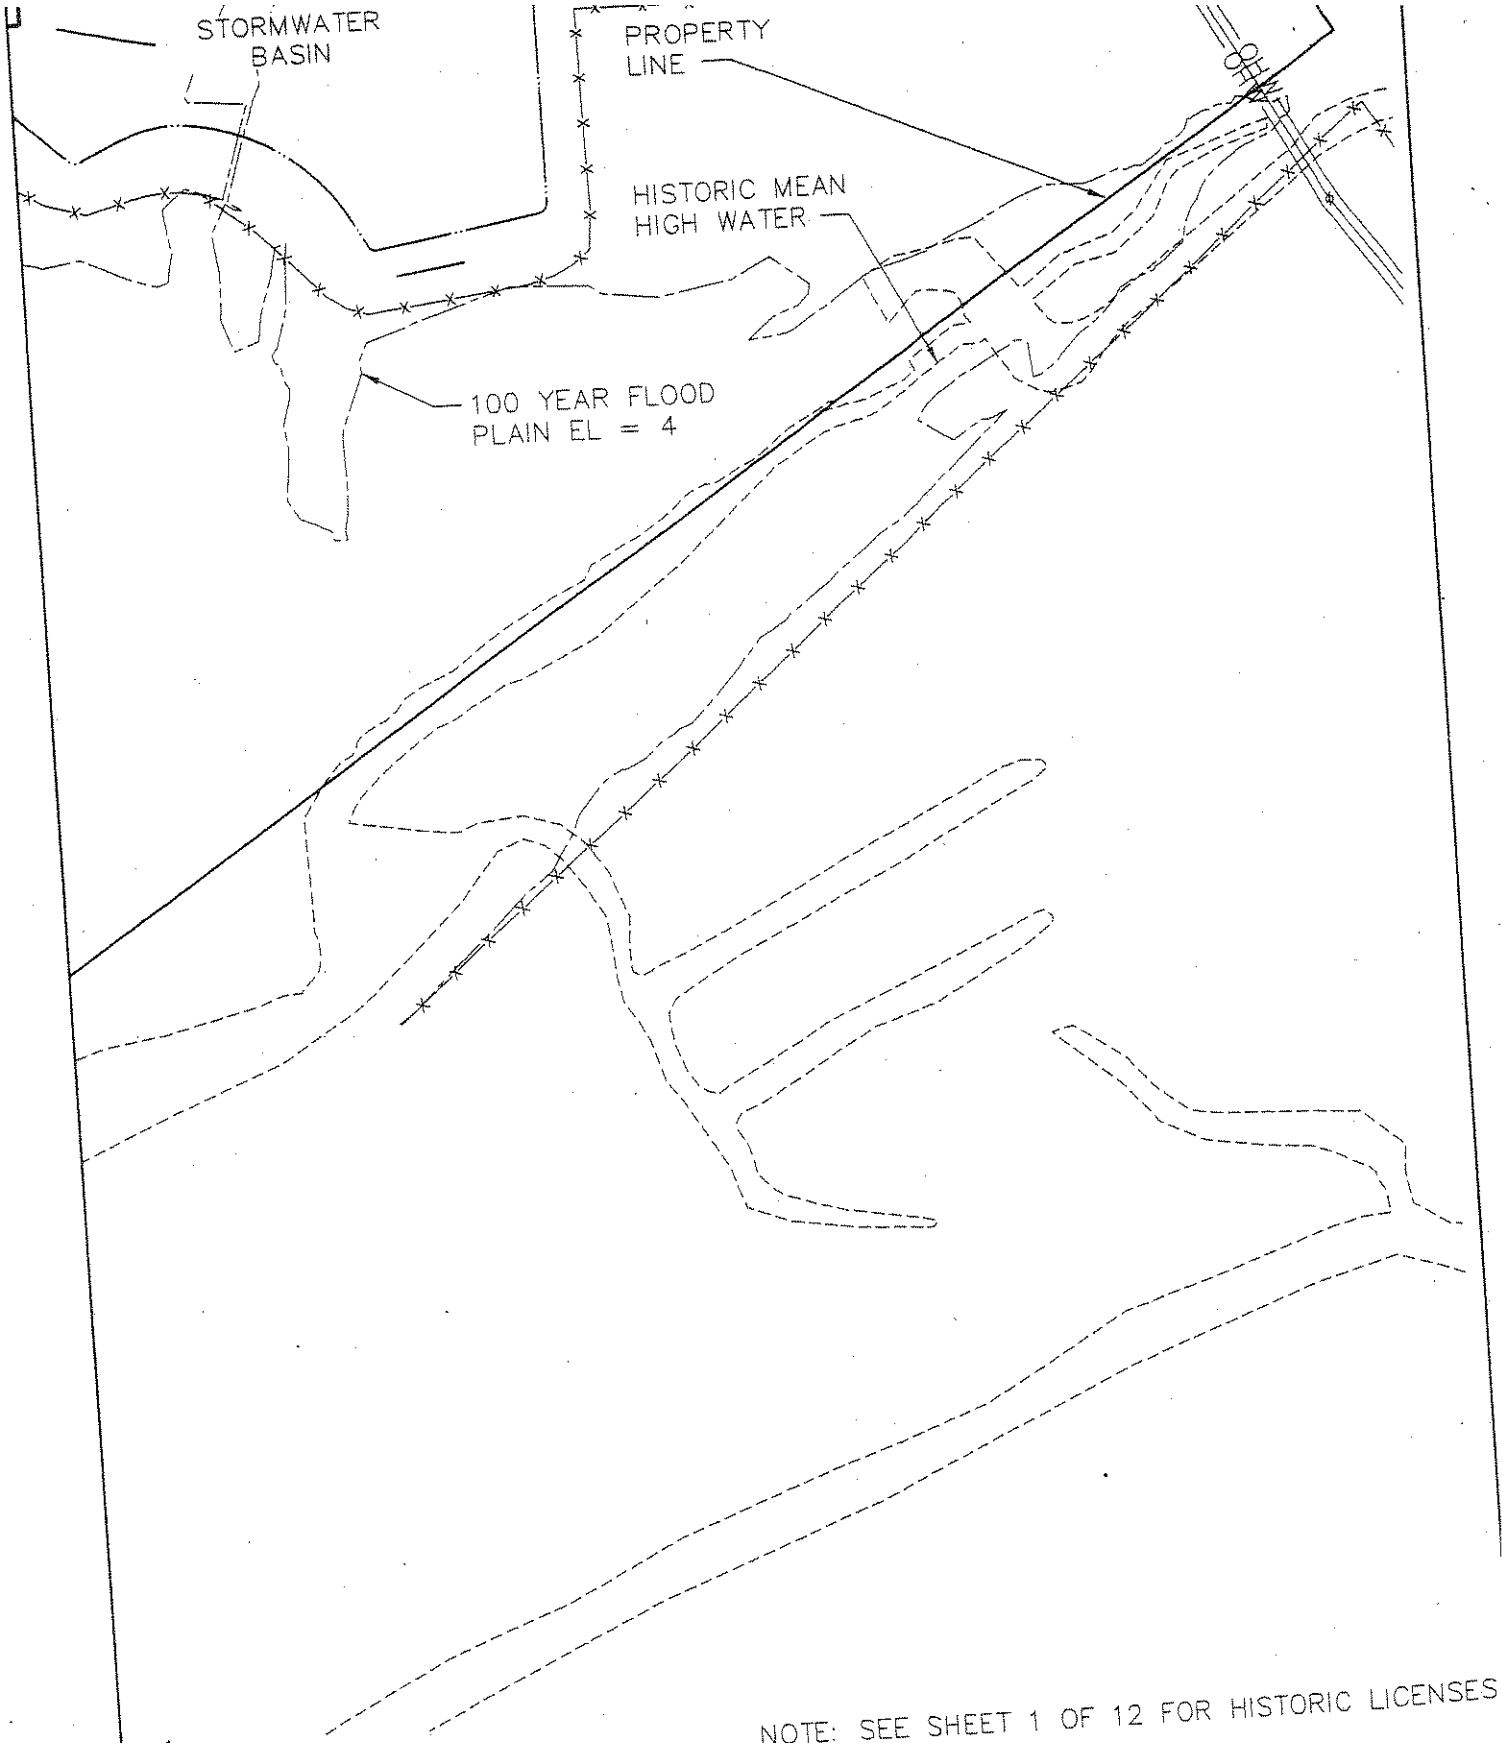 STORMWATER
BASIN
PROPERTY
LINE
HISTORIC MEAN
HIGH WATER
100 YEAR FLOOD
PLAIN EL = 4
NOTE: SEE SHEET 1 OF 12 FOR HISTORIC LICENSES